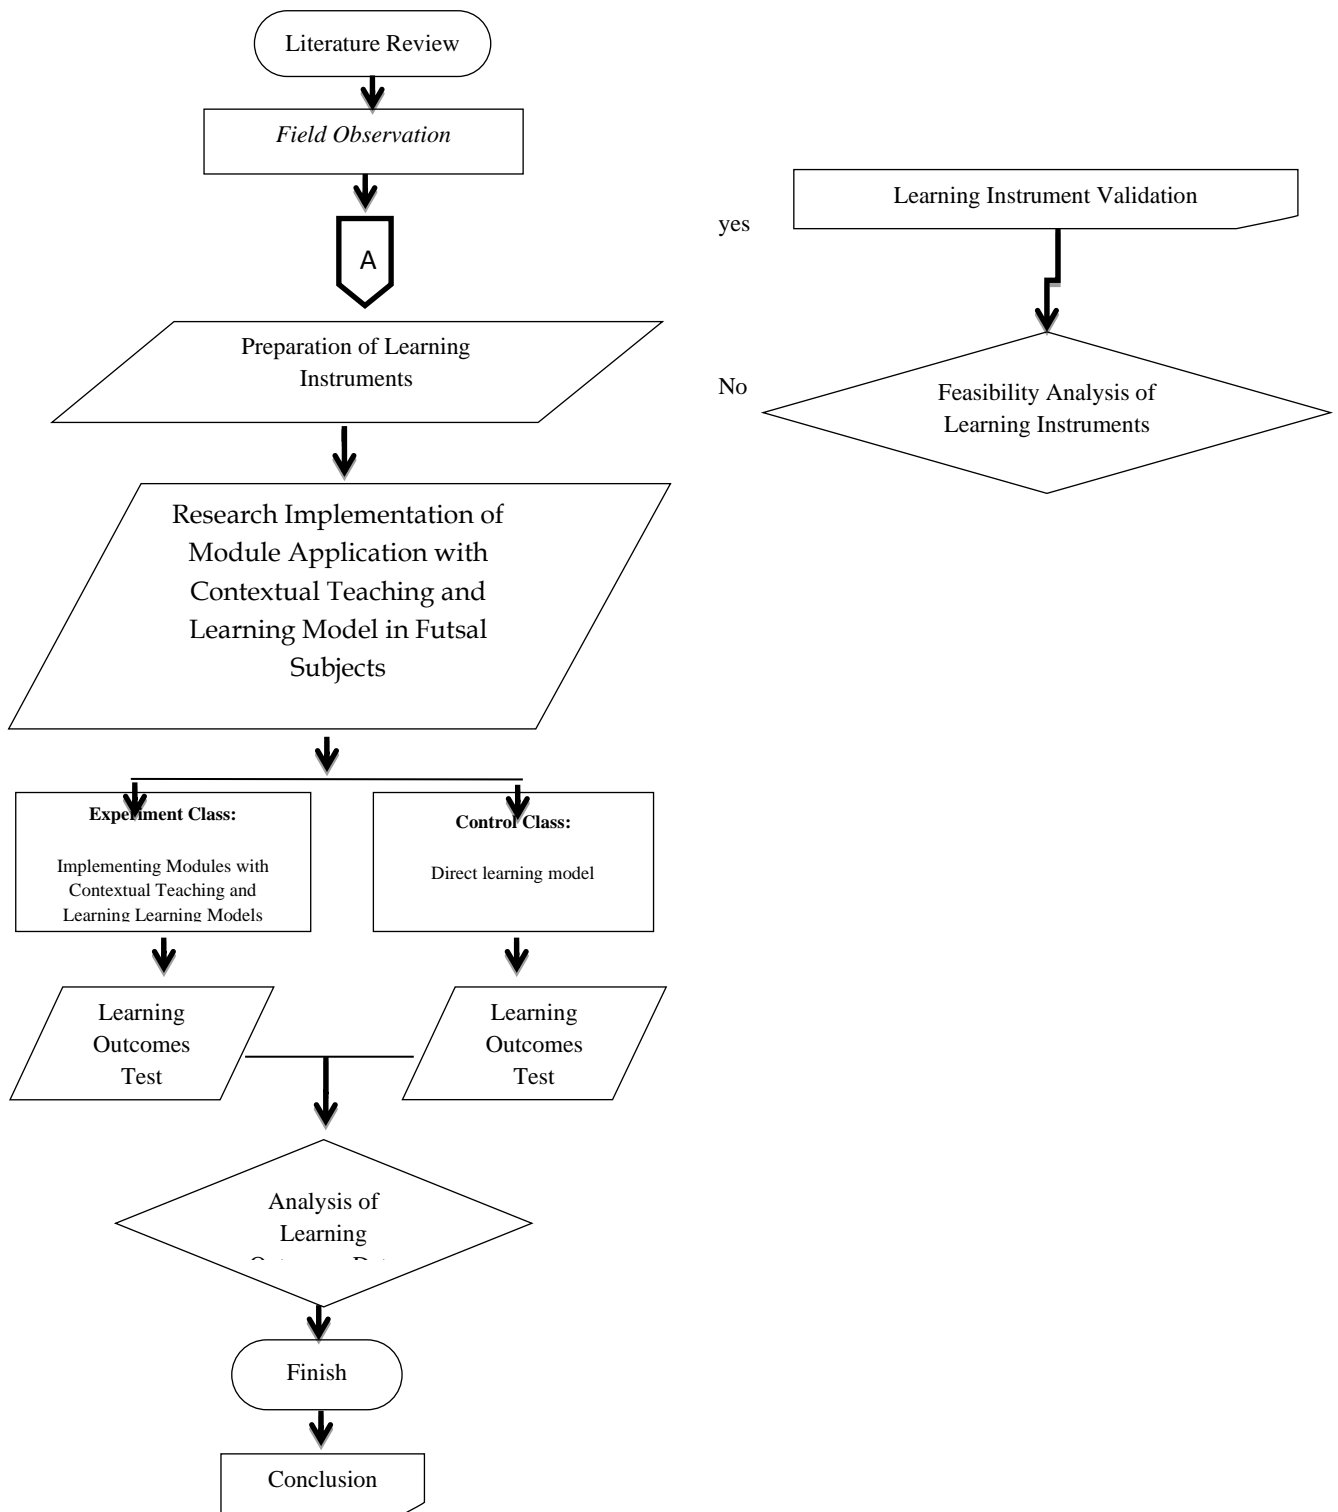 Literature Review
Field Observation
A
Preparation of Learning
Instruments
Research Implementation of
Module Application with
Contextual Teaching and
Learning Model in Futsal
Subjects
Experiment Class:
Implementing Modules with
Contextual Teaching and
Learning Learning Models
Control Class:
Direct learning model
Learning
Outcomes
Test
Learning
Outcomes
Test
Analysis of
Learning
Finish
Conclusion
yes
No
Learning Instrument Validation
Feasibility Analysis of
Learning Instruments